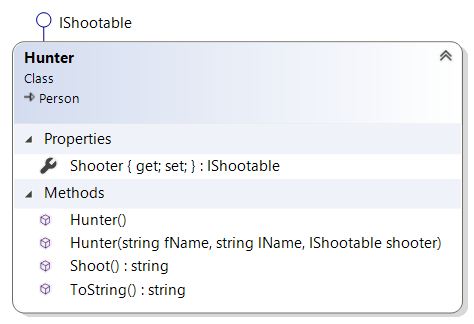 IShootable
Hunter
Class
Person
Properties
Shooter { get; set; } : IShootable
Methods
Hunter()
Hunter(string fName, string lName, IShootable shooter)
Shoot() : string
ToString() : string